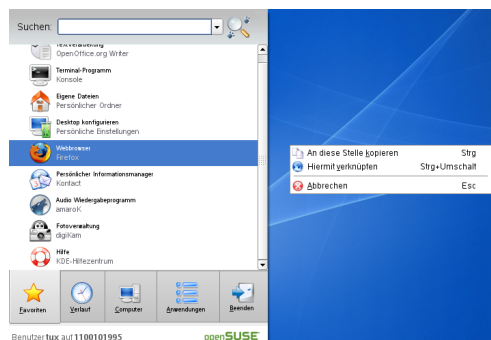 Suchen:
Textverarbeitung
OpenOffice.org Writer
Terminal-Programm
Konsole
Eigene Dateien
Persönlicher Ordner
Desktop konfigurieren
Persönliche Einstellungen
Webbrowser
Firefox
Persönlicher Informationsmanager
Kontact
Audio Wiedergabeprogramm
amaroK
Fotoverwaltung
digiKam
Hilfe
KDE-Hilfezentrum
Favoriten Verlauf Computer Anwendungen Beenden
Benutzer tux auf 1100101995 openSUSE
An diese Stelle kopieren Strg
Hiermit verknüpfen Strg+Umschalt
Abbrechen Esc